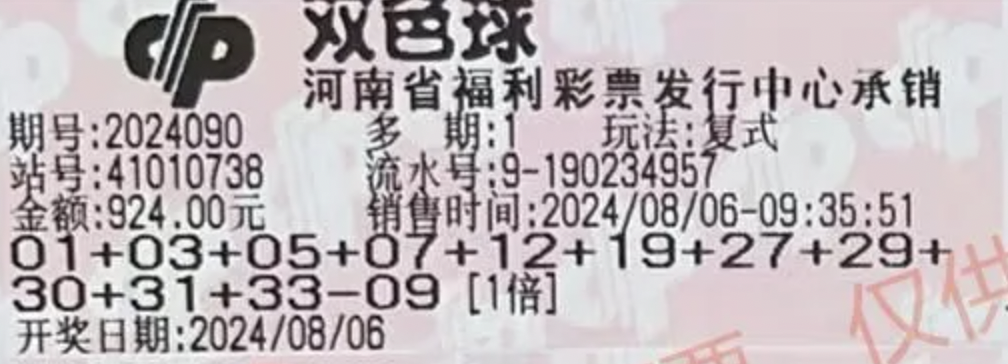 双色球
河南省福利彩票发行中心承销
期号:2024090 多 期:1 玩法:复式
站号:41010738 流水号:9-190234957
金额:924.00元 销售时间:2024/08/06-09:35:51
01+03+05+07+12+19+27+29+
30+31+33-09 [1倍]
开奖日期:2024/08/06
仅供